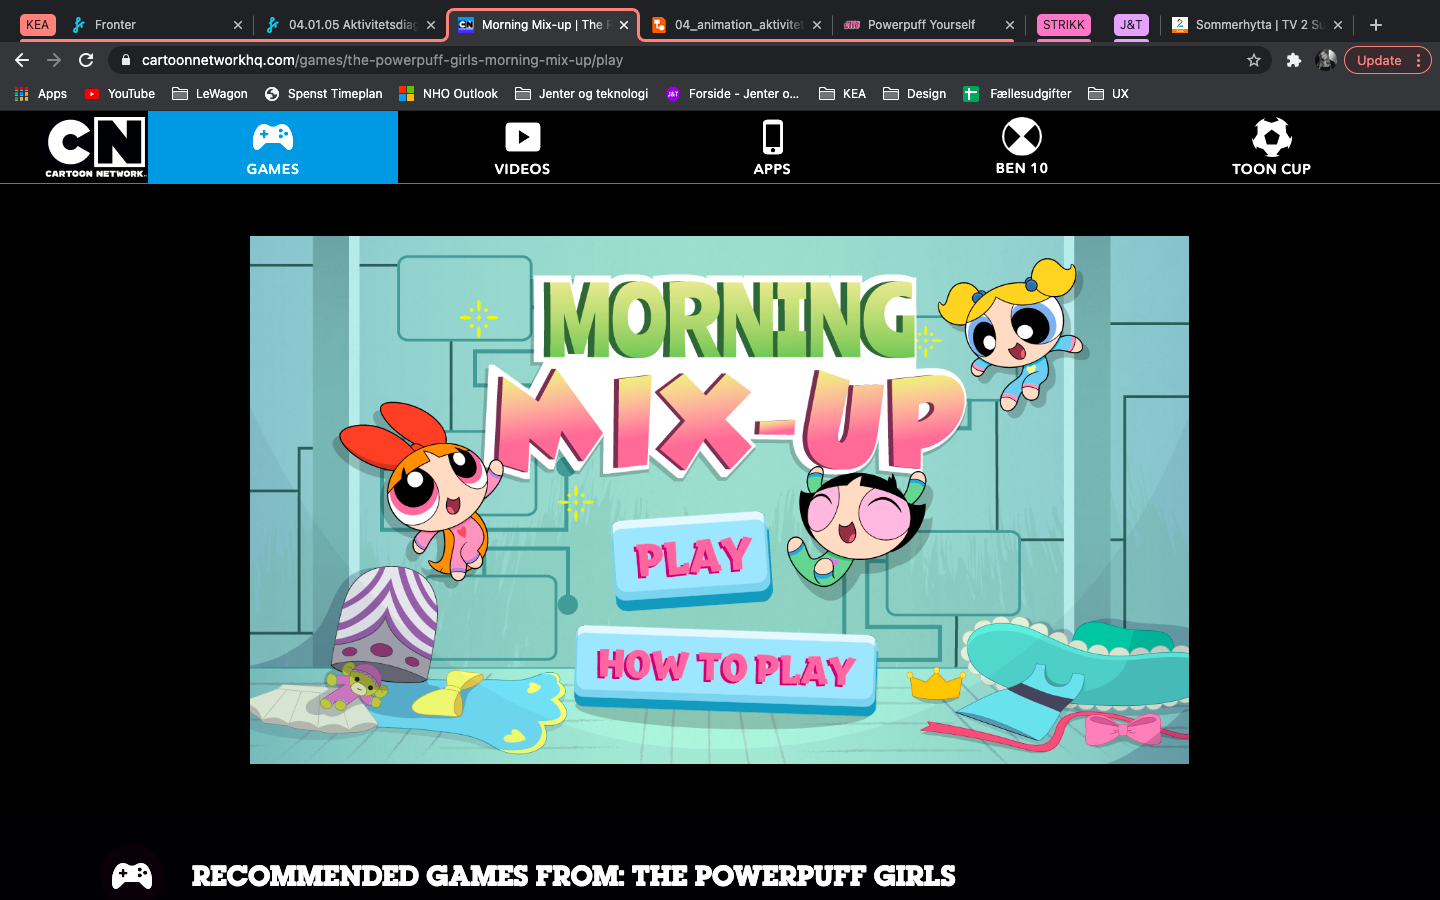 KEA
Fronter
04.01.05 Aktivitetsdia
Morning Mix-up | The P
04_animation_aktivitet
Powerpuff Yourself
STRIKK
J&T
Sommerhytta | TV 2 Su
cartoonnetworkhq.com/games/the-powerpuff-girls-morning-mix-up/play
Update
Apps
YouTube
LeWagon
Spenst Timeplan
NHO Outlook
Jenter og teknologi
J&T
Forside - Jenter o...
KEA
Design
Fællesudgifter
UX
CN
CARTOON NETWORK
GAMES
VIDEOS
APPS
BEN 10
TOON CUP
MORNING
MIX-UP
PLAY
HOW TO PLAY
RECOMMENDED GAMES FROM: THE POWERPUFF GIRLS